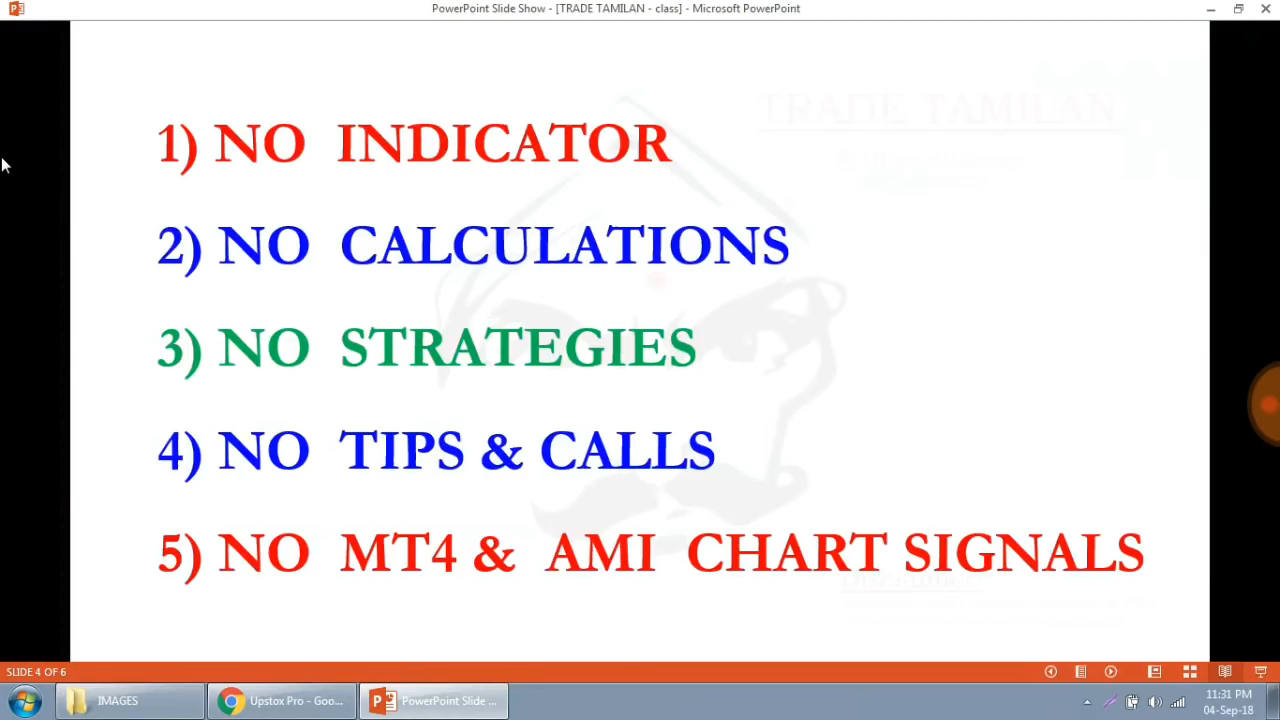 PowerPoint Slide Show - [TRADE TAMILAN - class] - Microsoft PowerPoint
TRADE TAMILAN
1) NO INDICATOR
2) NO CALCULATIONS
3) NO STRATEGIES
4) NO TIPS & CALLS
5) NO MT4 & AMI CHART SIGNALS
SLIDE 4 OF 6
IMAGES
Upstox Pro - Goo...
PowerPoint Slide ...
11:31 PM
04-Sep-18